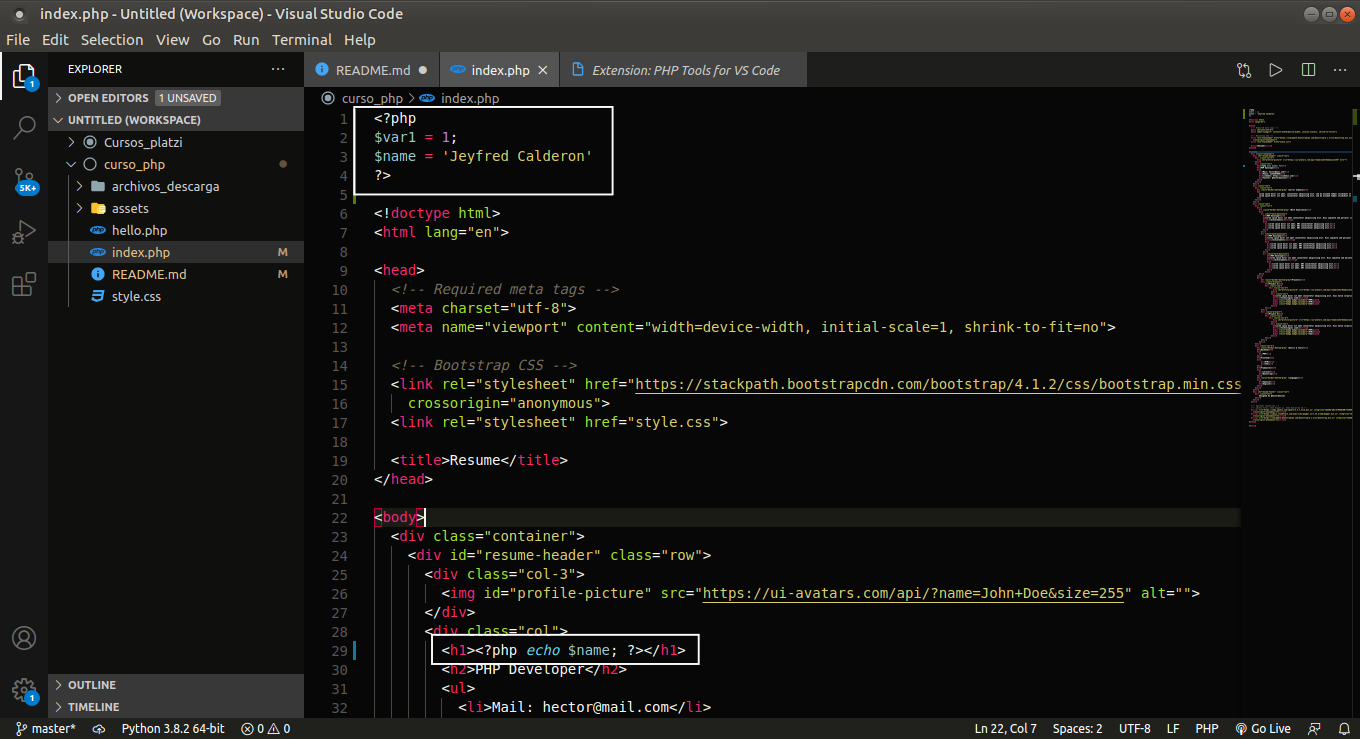 index.php - Untitled (Workspace) - Visual Studio Code
File Edit Selection View Go Run Terminal Help
EXPLORER ···
README.md
index.php
Extension: PHP Tools for VS Code
1
OPEN EDITORS 1 UNSAVED
UNTITLED (WORKSPACE)
Cursos_platzi
curso_php
archivos_descarga
assets
hello.php
index.php M
README.md M
style.css
5K+
OUTLINE
TIMELINE
1
curso_php > index.php
1 <?php
2 $var1 = 1;
3 $name = 'Jeyfred Calderon'
4 ?>
5
6 <!doctype html>
7 <html lang="en">
8
9 <head>
10 <!-- Required meta tags -->
11 <meta charset="utf-8">
12 <meta name="viewport" content="width=device-width, initial-scale=1, shrink-to-fit=no">
13
14 <!-- Bootstrap CSS -->
15 <link rel="stylesheet" href="https://stackpath.bootstrapcdn.com/bootstrap/4.1.2/css/bootstrap.min.css
16 crossorigin="anonymous">
17 <link rel="stylesheet" href="style.css">
18
19 <title>Resume</title>
20 </head>
21
22 <body>
23 <div class="container">
24 <div id="resume-header" class="row">
25 <div class="col-3">
26 <img id="profile-picture" src="https://ui-avatars.com/api/?name=John+Doe&size=255" alt="">
27 </div>
28 <div class="col">
29 <h1><?php echo $name; ?></h1>
30 <h2>PHP Developer</h2>
31 <ul>
32 <li>Mail: hector@mail.com</li>
master* Python 3.8.2 64-bit 0 0 Ln 22, Col 7 Spaces: 2 UTF-8 LF PHP Go Live